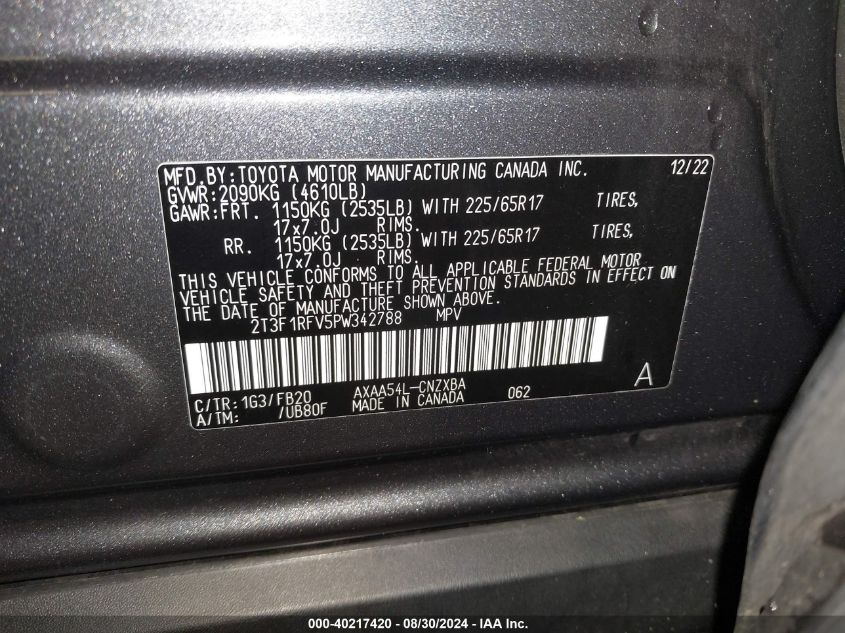 MFD.BY:TOYOTA MOTOR MANUFACTURING CANADA INC. 12/22
GVWR:2090KG (4610LB)
GAWR:FRT. 1150KG (2535LB) WITH 225/65R17 TIRES,
17x7.0J RIMS.
RR. 1150KG (2535LB) WITH 225/65R17 TIRES,
17x7.0J RIMS.
THIS VEHICLE CONFORMS TO ALL APPLICABLE FEDERAL MOTOR
VEHICLE SAFETY AND THEFT PREVENTION STANDARDS IN EFFECT ON
THE DATE OF MANUFACTURE SHOWN ABOVE.
2T3F1RFV5PW342788 MPV
A
C/TR:1G3/FB20 AXAA54L-CNZXBA 062
A/TM: /UB80F MADE IN CANADA
000-40217420 - 08/30/2024 - IAA Inc.